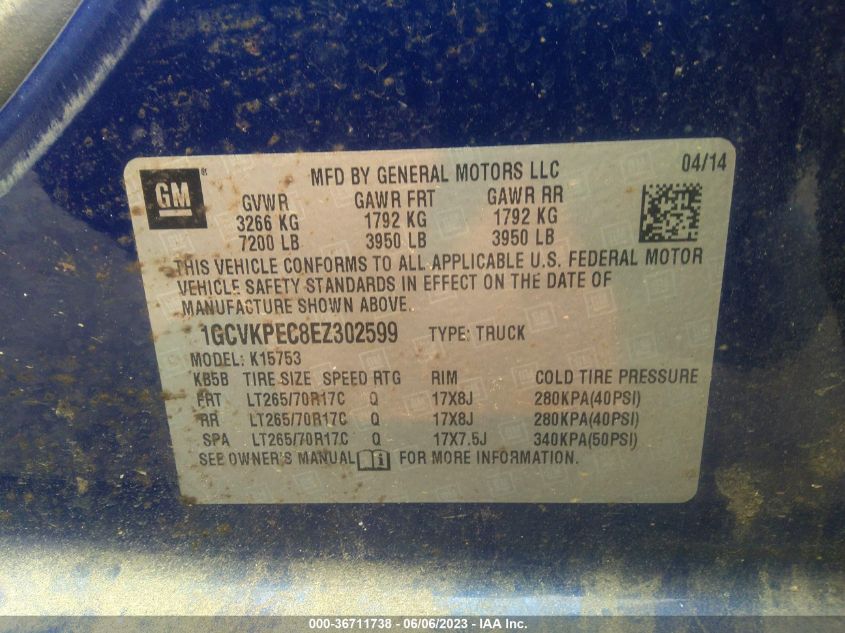 GM ®
MFD BY GENERAL MOTORS LLC 04/14
GVWR GAWR FRT GAWR RR
3266 KG 1792 KG 1792 KG
7200 LB 3950 LB 3950 LB
THIS VEHICLE CONFORMS TO ALL APPLICABLE U.S. FEDERAL MOTOR
VEHICLE SAFETY STANDARDS IN EFFECT ON THE DATE OF
MANUFACTURE SHOWN ABOVE.
1GCVKPEC8EZ302599 TYPE: TRUCK
MODEL: K15753
KB5B TIRE SIZE SPEED RTG RIM COLD TIRE PRESSURE
FRT LT265/70R17C Q 17X8J 280KPA(40PSI)
RR LT265/70R17C Q 17X8J 280KPA(40PSI)
SPA LT265/70R17C Q 17X7.5J 340KPA(50PSI)
SEE OWNER'S MANUAL FOR MORE INFORMATION.
000-36711738 - 06/06/2023 - IAA Inc.